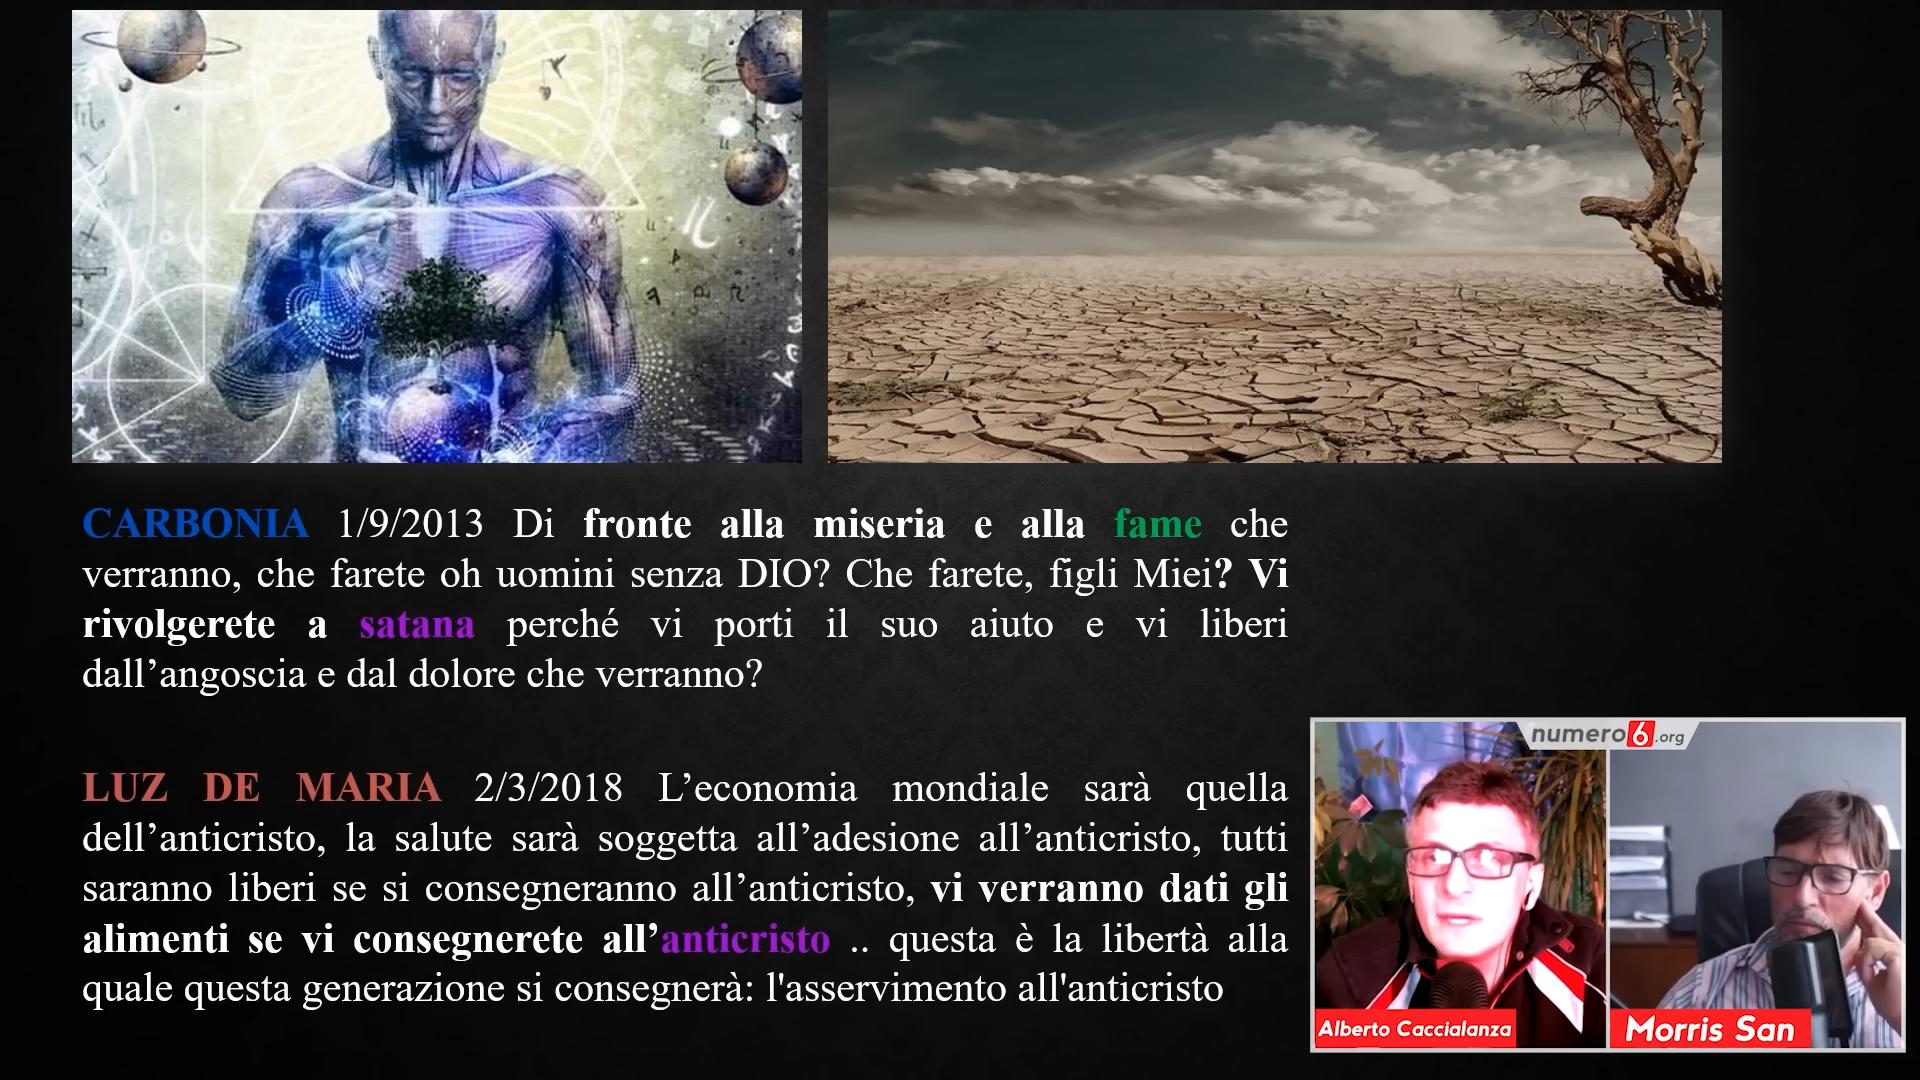 CARBONIA 1/9/2013 Di fronte alla miseria e alla fame che
verranno, che farete oh uomini senza DIO? Che farete, figli Miei? Vi
rivolgerete a satana perché vi porti il suo aiuto e vi liberi
dall’angoscia e dal dolore che verranno?
LUZ DE MARIA 2/3/2018 L’economia mondiale sarà quella
dell’anticristo, la salute sarà soggetta all’adesione all’anticristo, tutti
saranno liberi se si consegneranno all’anticristo, vi verranno dati gli
alimenti se vi consegnerete all’anticristo .. questa è la libertà alla
quale questa generazione si consegnerà: l'asservimento all'anticristo
numero6.org
Alberto Caccialanza
Morris San